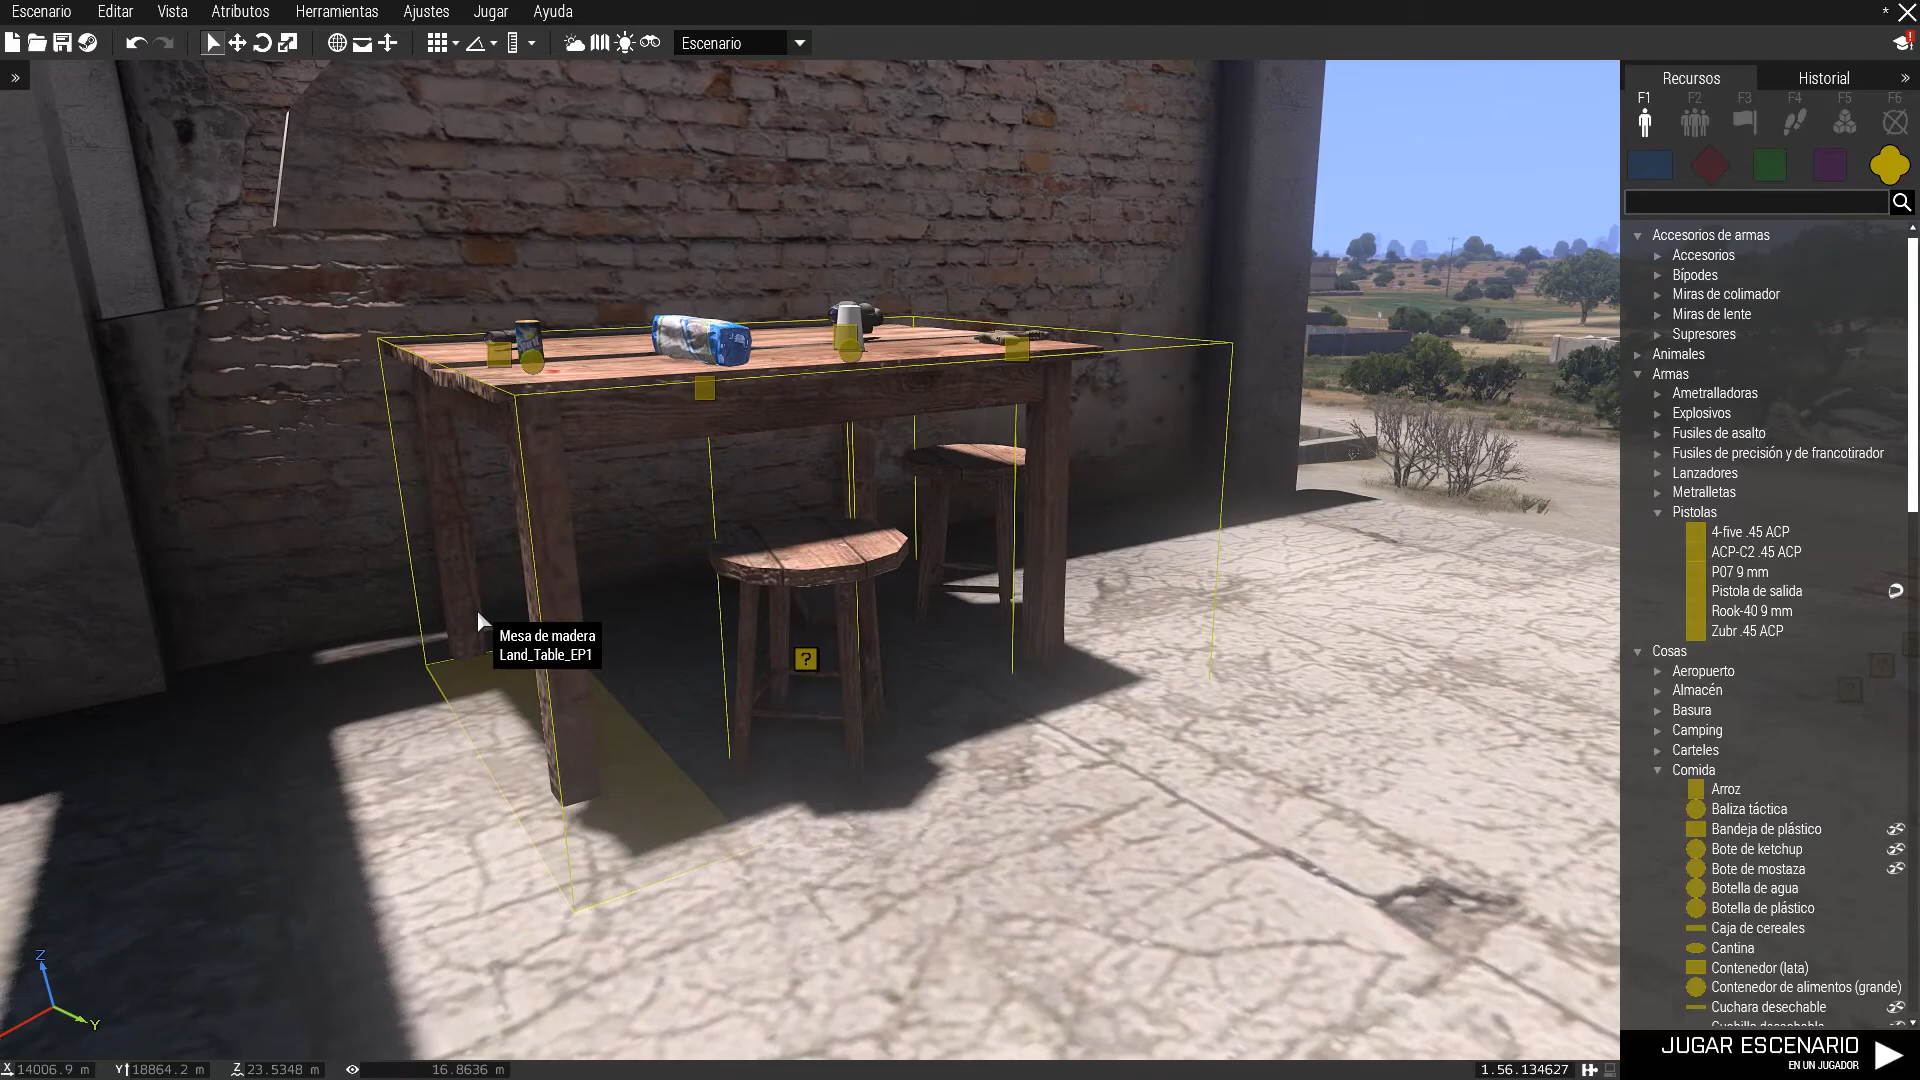 Escenario Editar Vista Atributos Herramientas Ajustes Jugar Ayuda *
Escenario
Recursos Historial
F1 F2 F3 F4 F5 F6
Accesorios de armas
Accesorios
Bípodes
Miras de colimador
Miras de lente
Supresores
Animales
Armas
Ametralladoras
Explosivos
Fusiles de asalto
Fusiles de precisión y de francotirador
Lanzadores
Metralletas
Pistolas
4-five .45 ACP
ACP-C2 .45 ACP
P07 9 mm
Pistola de salida
Rook-40 9 mm
Zubr .45 ACP
Cosas
Aeropuerto
Almacén
Basura
Camping
Carteles
Comida
Arroz
Baliza táctica
Bandeja de plástico
Bote de ketchup
Bote de mostaza
Botella de agua
Botella de plástico
Caja de cereales
Cantina
Contenedor (lata)
Contenedor de alimentos (grande)
Cuchara desechable
Mesa de madera
Land_Table_EP1
?
Z
Y
X 14006.9 m Y 18864.2 m Z 23.5348 m 16.8636 m 1.56.134627
JUGAR ESCENARIO
EN UN JUGADOR